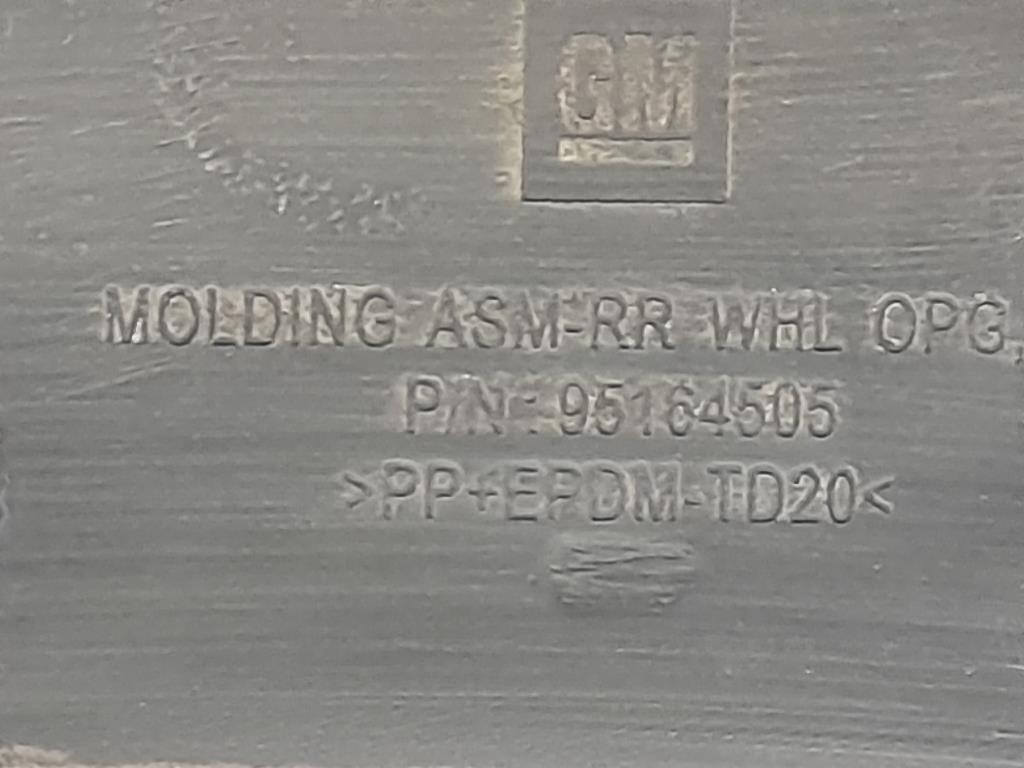 GM
MOLDING ASM-RR WHL OPG,
P/N : 95164505
>PP+EPDM-TD20<